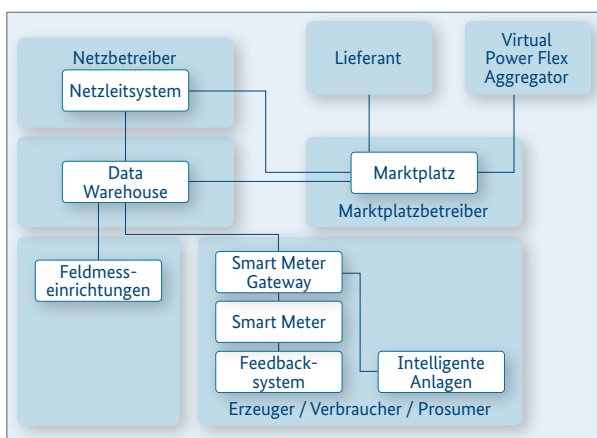 Netzbetreiber
Netzleitsystem
Lieferant
Virtual
Power Flex
Aggregator
Data
Warehouse
Marktplatz
Marktplatzbetreiber
Feldmess-
einrichtungen
Smart Meter
Gateway
Smart Meter
Feedback-
system
Intelligente
Anlagen
Erzeuger / Verbraucher / Prosumer